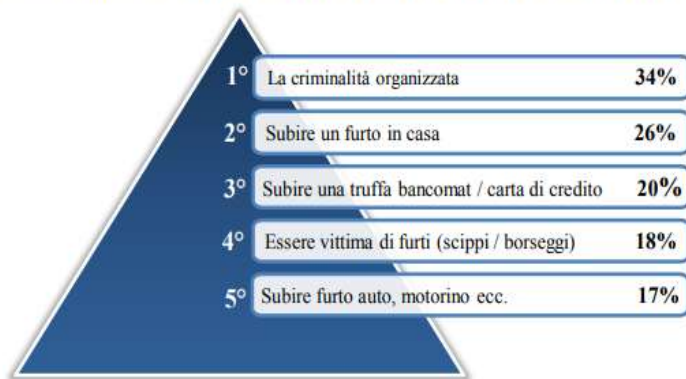 1° La criminalità organizzata 34%
2° Subire un furto in casa 26%
3° Subire una truffa bancomat / carta di credito 20%
4° Essere vittima di furti (scippi / borseggi) 18%
5° Subire furto auto, motorino ecc. 17%